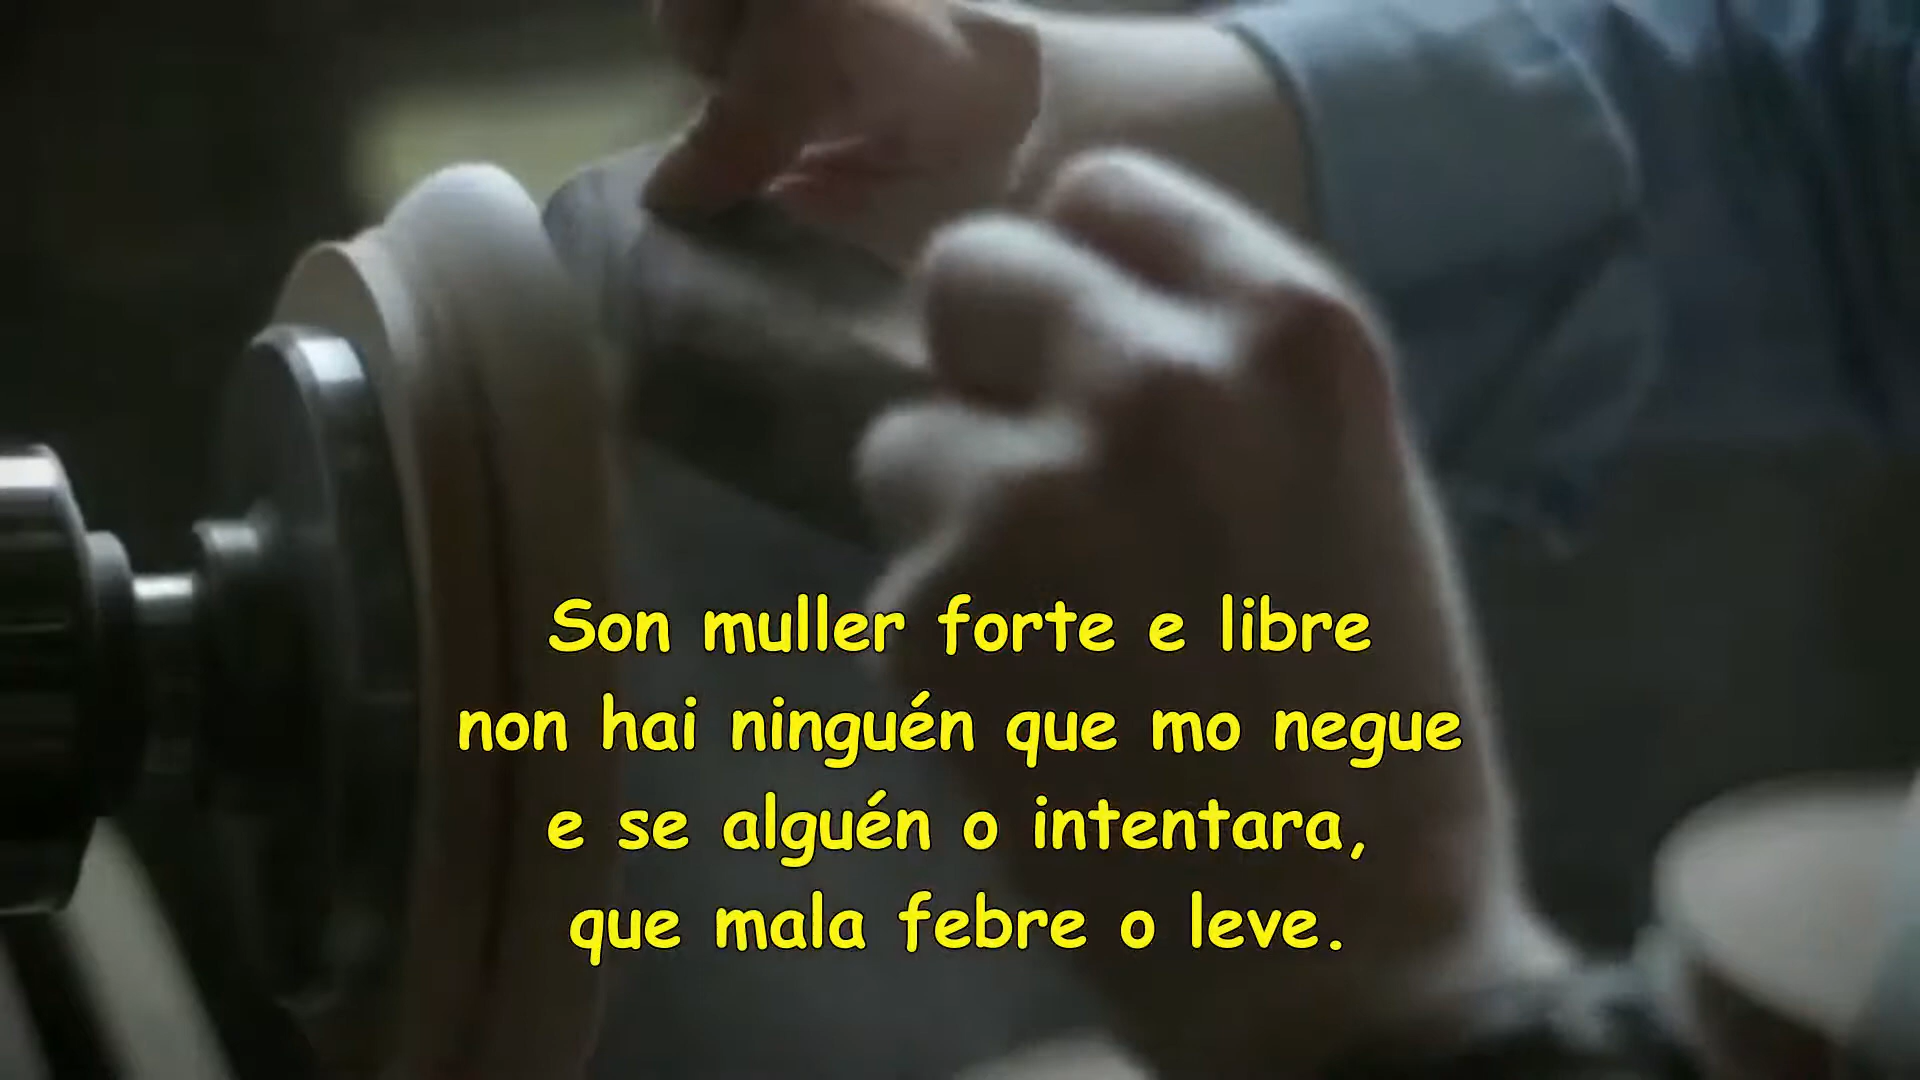 Son muller forte e libre
non hai ninguén que mo negue
e se alguén o intentara,
que mala febre o leve.